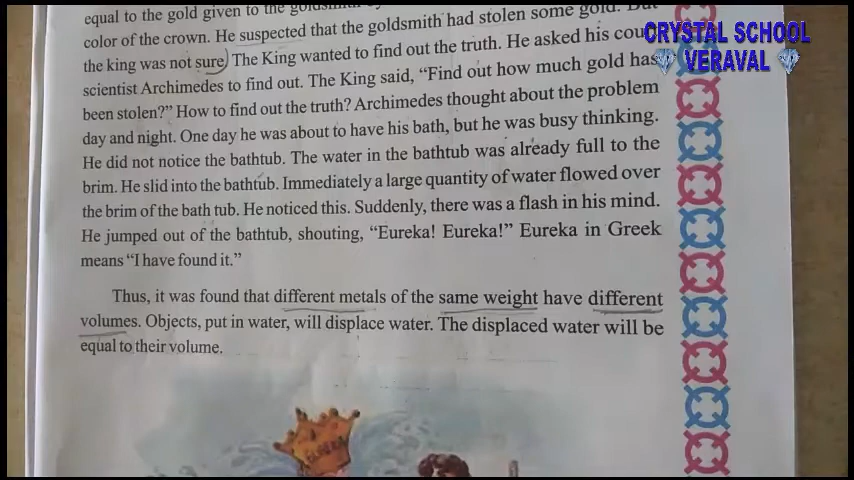 equal to the gold given to the goldsmith
color of the crown. He suspected that the goldsmith had stolen some gold. But
the king was not sure) The King wanted to find out the truth. He asked his cou
scientist Archimedes to find out. The King said, “Find out how much gold has
been stolen?” How to find out the truth? Archimedes thought about the problem
day and night. One day he was about to have his bath, but he was busy thinking.
He did not notice the bathtub. The water in the bathtub was already full to the
brim. He slid into the bathtub. Immediately a large quantity of water flowed over
the brim of the bath tub. He noticed this. Suddenly, there was a flash in his mind.
He jumped out of the bathtub, shouting, “Eureka! Eureka!” Eureka in Greek
means “I have found it.”
Thus, it was found that different metals of the same weight have different
volumes. Objects, put in water, will displace water. The displaced water will be
equal to their volume.
CRYSTAL SCHOOL
VERAVAL